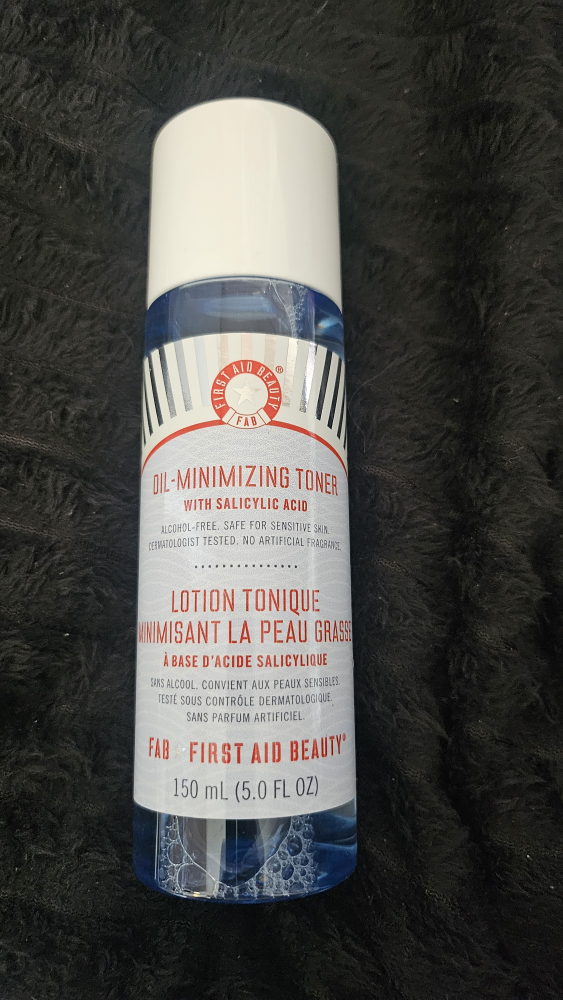 FIRST AID BEAUTY®
FAB
OIL-MINIMIZING TONER
WITH SALICYLIC ACID
ALCOHOL-FREE. SAFE FOR SENSITIVE SKIN.
DERMATOLOGIST TESTED. NO ARTIFICIAL FRAGRANCE.
LOTION TONIQUE
MINIMISANT LA PEAU GRASSE
À BASE D'ACIDE SALICYLIQUE
SANS ALCOOL. CONVIENT AUX PEAUX SENSIBLES.
TESTÉ SOUS CONTRÔLE DERMATOLOGIQUE.
SANS PARFUM ARTIFICIEL.
FAB FIRST AID BEAUTY®
150 mL (5.0 FL OZ)